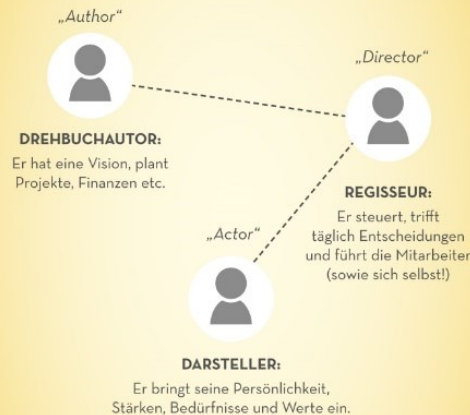 „Author“
DREHBUCHAUTOR:
Er hat eine Vision, plant
Projekte, Finanzen etc.
„Director“
REGISSEUR:
Er steuert, trifft
täglich Entscheidungen
und führt die Mitarbeiter
(sowie sich selbst!)
„Actor“
DARSTELLER:
Er bringt seine Persönlichkeit,
Stärken, Bedürfnisse und Werte ein.